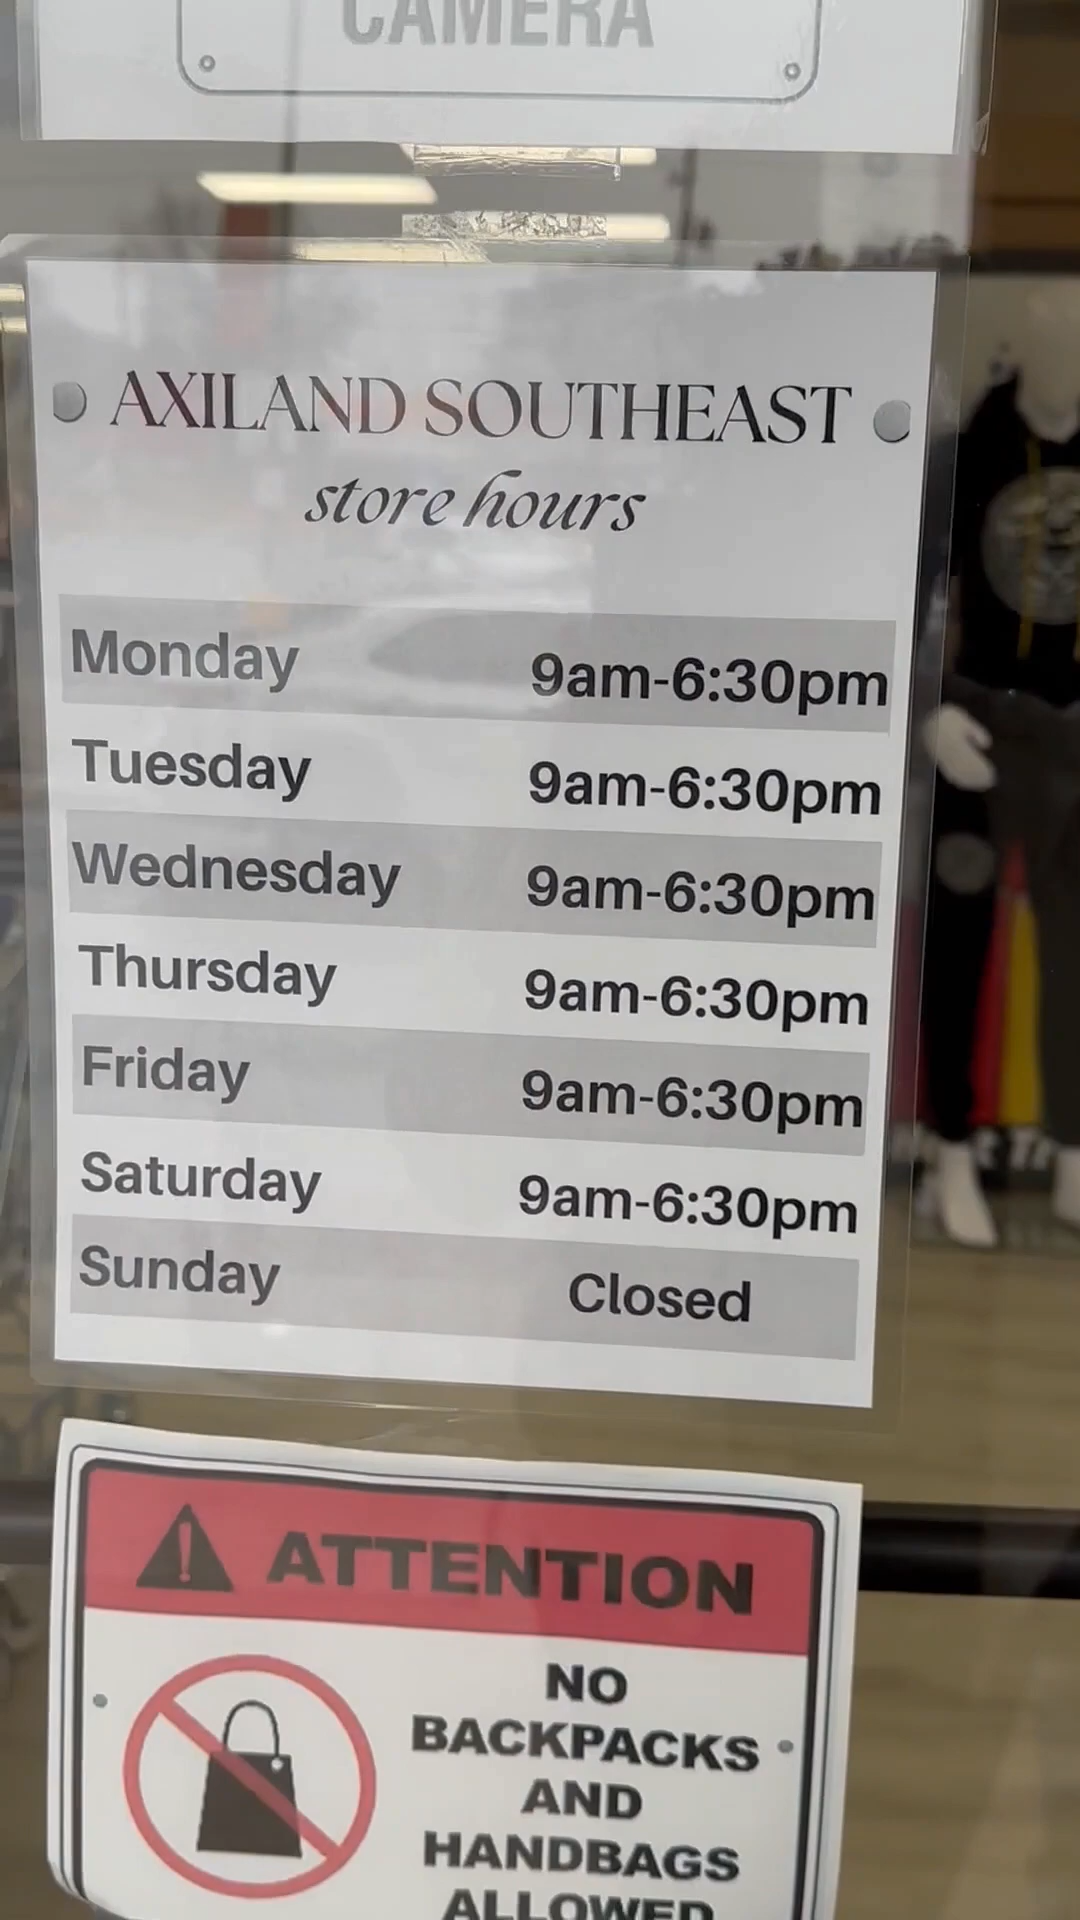 CAMERA
AXILAND SOUTHEAST
store hours
Monday 9am-6:30pm
Tuesday 9am-6:30pm
Wednesday 9am-6:30pm
Thursday 9am-6:30pm
Friday 9am-6:30pm
Saturday 9am-6:30pm
Sunday Closed
ATTENTION
NO
BACKPACKS
AND
HANDBAGS
ALLOWED